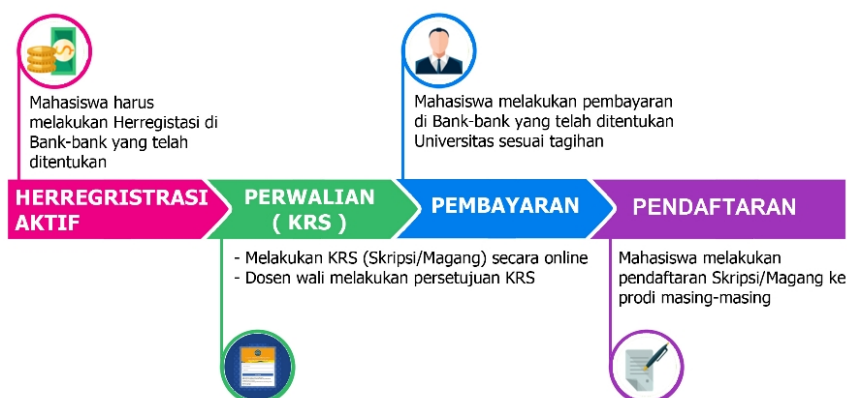 Mahasiswa harus
melakukan Herregistasi di
Bank-bank yang telah
ditentukan
Mahasiswa melakukan pembayaran
di Bank-bank yang telah ditentukan
Universitas sesuai tagihan
HERREGRISTRASI
AKTIF
PERWALIAN
( KRS )
PEMBAYARAN
PENDAFTARAN
- Melakukan KRS (Skripsi/Magang) secara online
- Dosen wali melakukan persetujuan KRS
Mahasiswa melakukan
pendaftaran Skripsi/Magang ke
prodi masing-masing